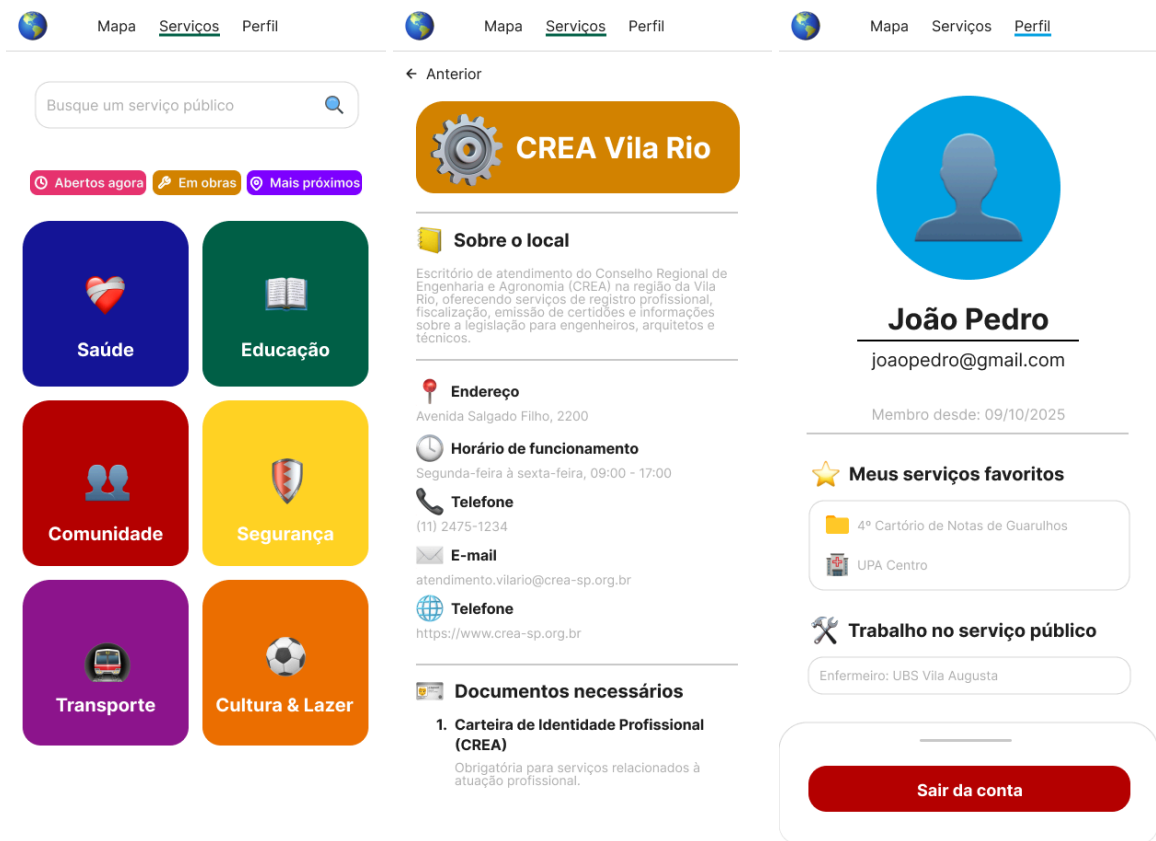 Mapa Serviços Perfil
Busque um serviço público
Abertos agora Em obras Mais próximos
Saúde Educação
Comunidade Segurança
Transporte Cultura & Lazer
Mapa Serviços Perfil
← Anterior
CREA Vila Rio
Sobre o local
Escritório de atendimento do Conselho Regional de
Engenharia e Agronomia (CREA) na região da Vila
Rio, oferecendo serviços de registro profissional,
fiscalização, emissão de certidões e informações
sobre a legislação para engenheiros, arquitetos e
técnicos.
Endereço
Avenida Salgado Filho, 2200
Horário de funcionamento
Segunda-feira à sexta-feira, 09:00 - 17:00
Telefone
(11) 2475-1234
E-mail
atendimento.vilario@crea-sp.org.br
Telefone
https://www.crea-sp.org.br
Documentos necessários
1. Carteira de Identidade Profissional
(CREA)
Obrigatória para serviços relacionados à
atuação profissional.
Mapa Serviços Perfil
João Pedro
joaopedro@gmail.com
Membro desde: 09/10/2025
Meus serviços favoritos
4º Cartório de Notas de Guarulhos
UPA Centro
Trabalho no serviço público
Enfermeiro: UBS Vila Augusta
Sair da conta